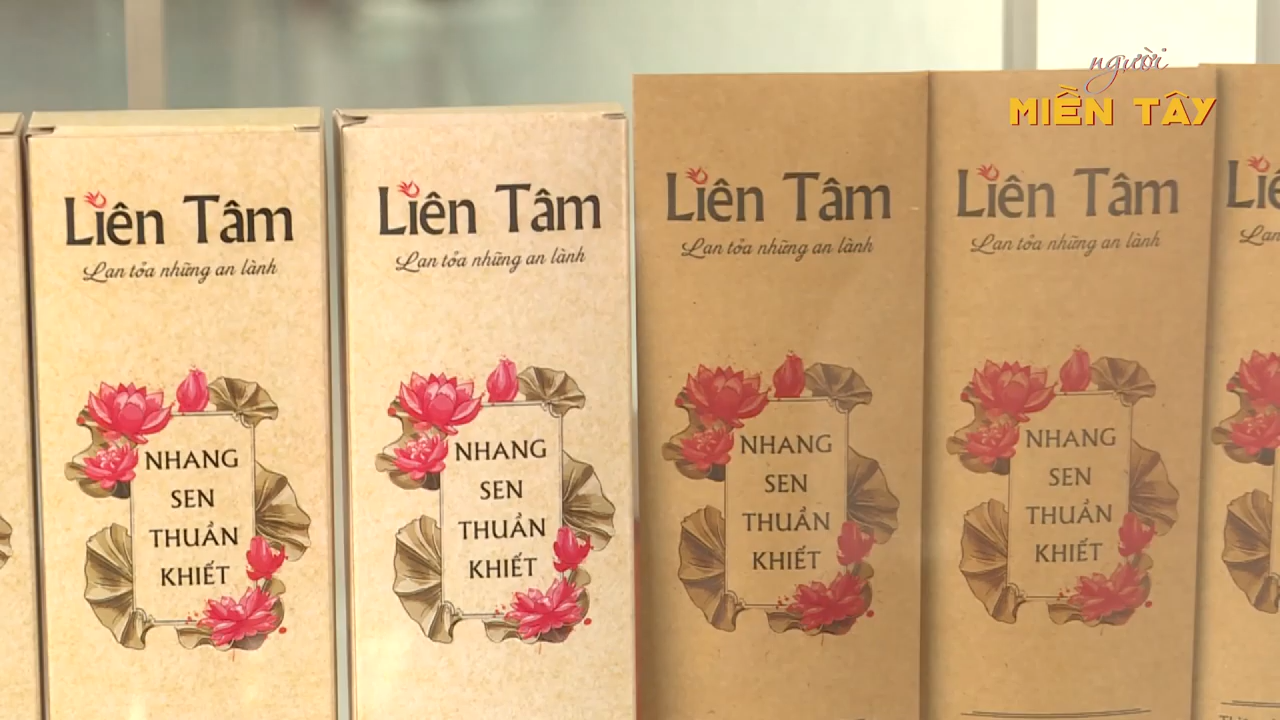 người
MIỀN TÂY
Liên Tâm
Lan tỏa những an lành
NHANG
SEN
THUẦN
KHIẾT
Liên Tâm
Lan tỏa những an lành
NHANG
SEN
THUẦN
KHIẾT
Liên Tâm
Lan tỏa những an lành
NHANG
SEN
THUẦN
KHIẾT
Liên Tâm
Lan tỏa những an lành
NHANG
SEN
THUẦN
KHIẾT